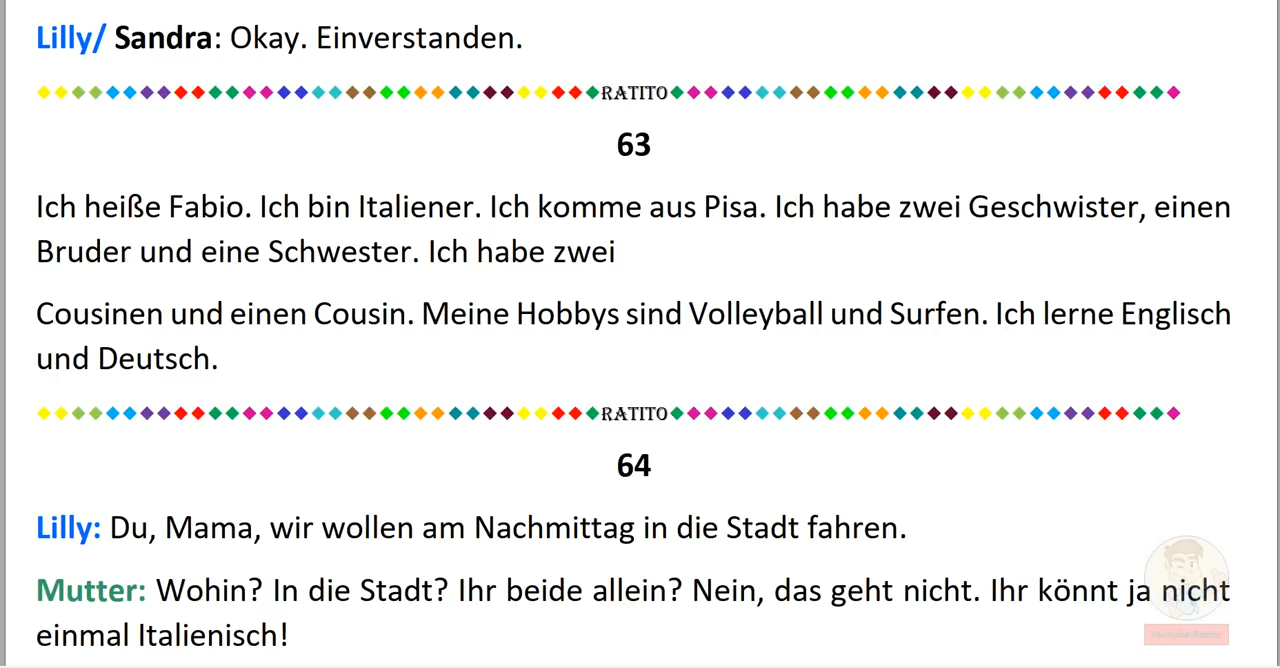 Lilly/ Sandra: Okay. Einverstanden.
RATITO
63
Ich heiße Fabio. Ich bin Italiener. Ich komme aus Pisa. Ich habe zwei Geschwister, einen
Bruder und eine Schwester. Ich habe zwei
Cousinen und einen Cousin. Meine Hobbys sind Volleyball und Surfen. Ich lerne Englisch
und Deutsch.
RATITO
64
Lilly: Du, Mama, wir wollen am Nachmittag in die Stadt fahren.
Mutter: Wohin? In die Stadt? Ihr beide allein? Nein, das geht nicht. Ihr könnt ja nicht
einmal Italienisch!
Youtube Ratito